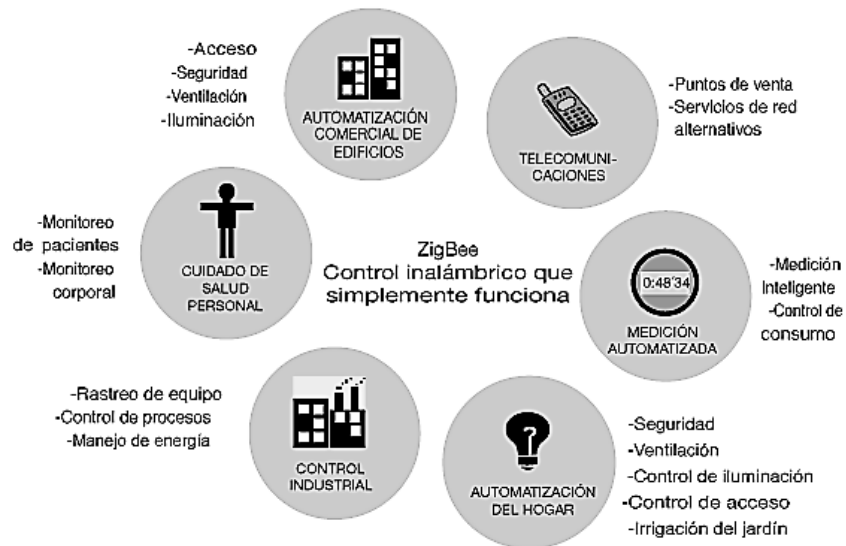 -Acceso
-Seguridad
-Ventilación
-Iluminación
AUTOMATIZACIÓN
COMERCIAL DE
EDIFICIOS
TELECOMUNI-
CACIONES
-Puntos de venta
-Servicios de red
alternativos
-Monitoreo
de pacientes
-Monitoreo
corporal
CUIDADO DE
SALUD
PERSONAL
ZigBee
Control inalámbrico que
simplemente funciona
0:48'34
MEDICIÓN
AUTOMATIZADA
-Medición
Inteligente
-Control de
consumo
-Rastreo de equipo
-Control de procesos
-Manejo de energía
CONTROL
INDUSTRIAL
AUTOMATIZACIÓN
DEL HOGAR
-Seguridad
-Ventilación
-Control de iluminación
-Control de acceso
-Irrigación del jardín